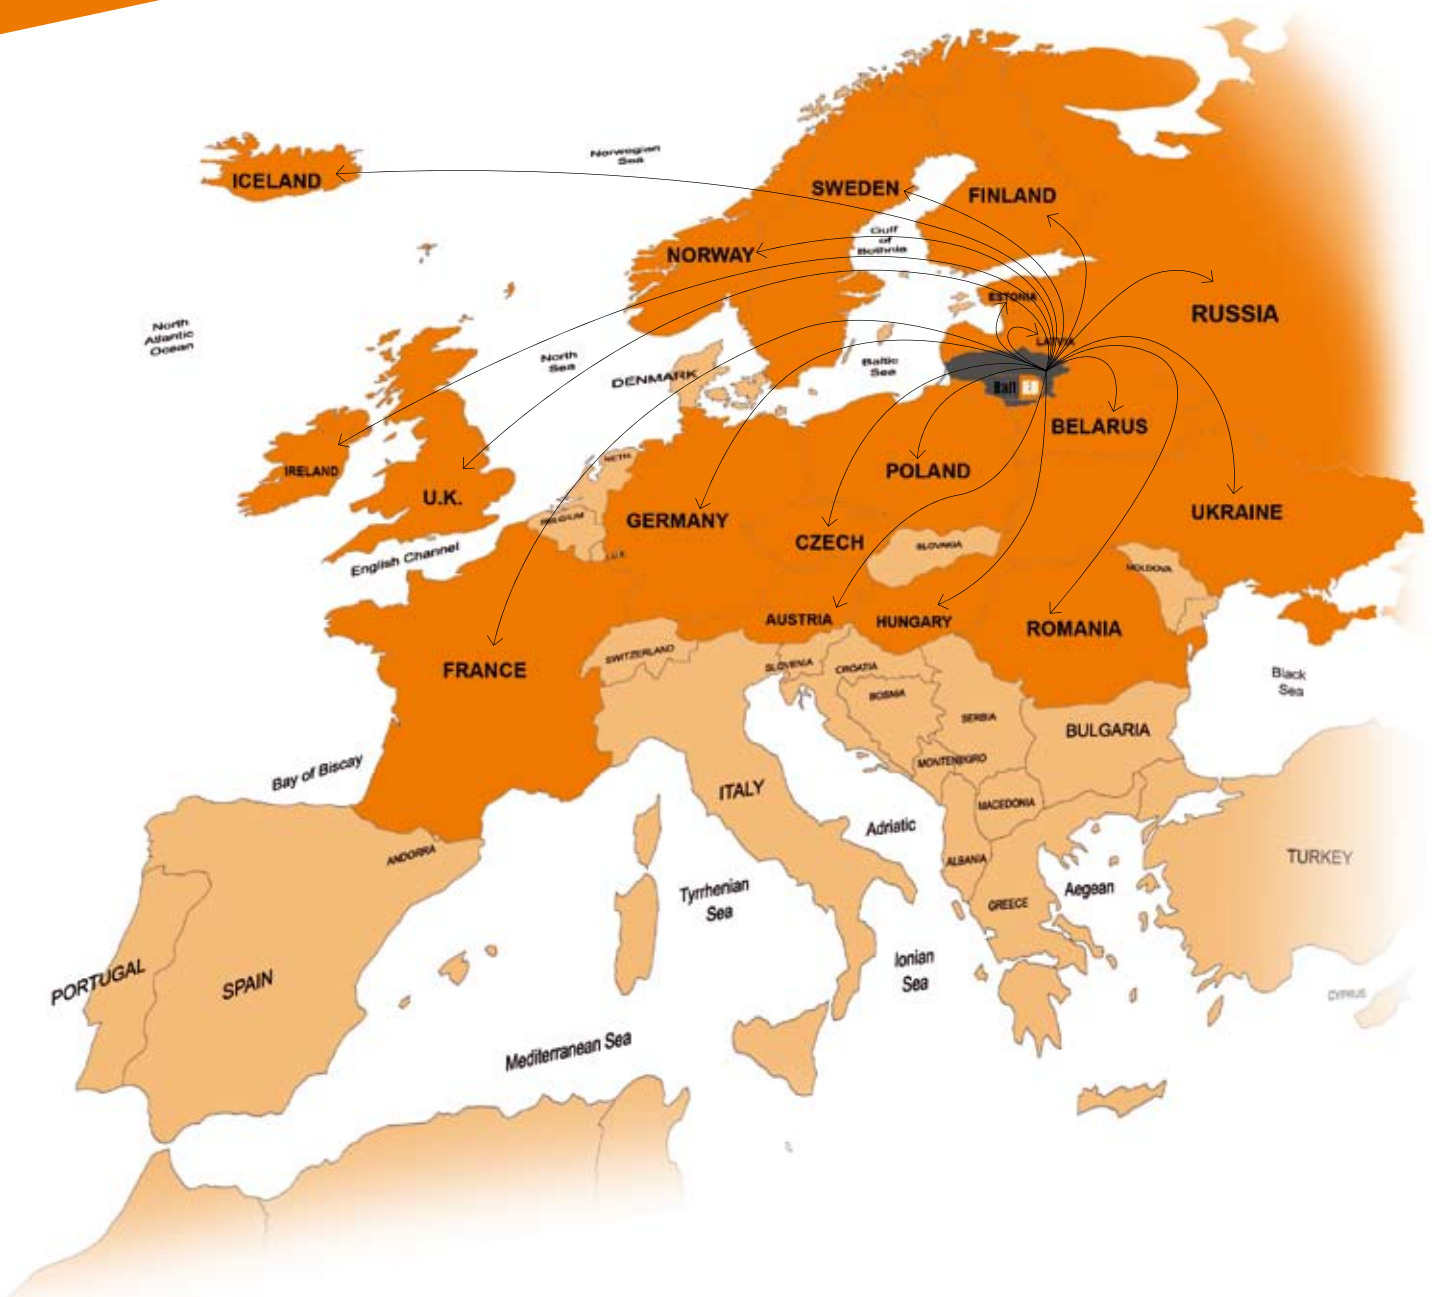 Norwegian
Sea
ICELAND
SWEDEN
FINLAND
Gulf
of
Bothnia
NORWAY
ESTONIA
RUSSIA
North
Atlantic
Ocean
LATVIA
North
Sea
Baltic
Sea
DENMARK
BELARUS
IRELAND
NETH.
POLAND
U.K.
BELGIUM
GERMANY
UKRAINE
CZECH
SLOVAKIA
English Channel
LUX.
MOLDOVA
AUSTRIA
HUNGARY
ROMANIA
SWITZERLAND
FRANCE
SLOVENIA
CROATIA
Black
Sea
BOSNIA
SERBIA
BULGARIA
Bay of Biscay
MONTENEGRO
ITALY
MACEDONIA
Adriatic
ANDORRA
ALBANIA
TURKEY
Tyrrhenian
Sea
Aegean
GREECE
Ionian
Sea
PORTUGAL
SPAIN
CYPRUS
Mediterranean Sea